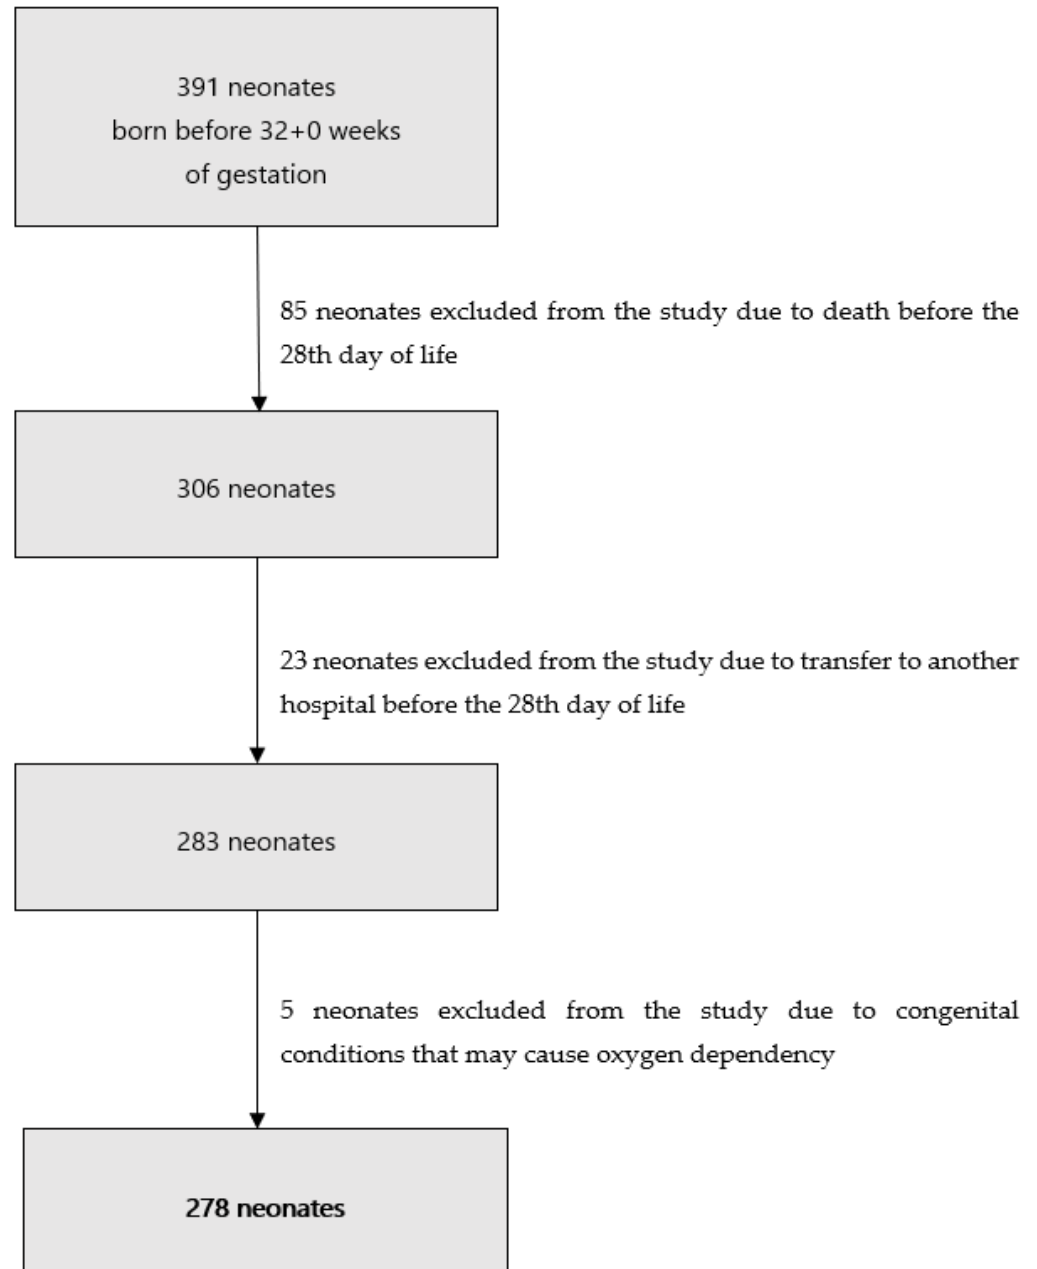 391 neonates
born before 32+0 weeks
of gestation
85 neonates excluded from the study due to death before the
28th day of life
306 neonates
23 neonates excluded from the study due to transfer to another
hospital before the 28th day of life
283 neonates
5 neonates excluded from the study due to congenital
conditions that may cause oxygen dependency
278 neonates